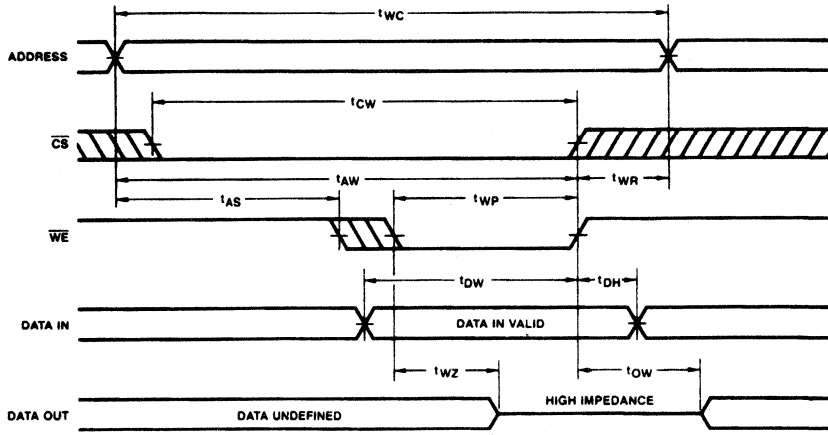 tWC
ADDRESS
tCW
CS
tAW
tWR
tAS
tWP
WE
tDW
tDH
DATA IN
DATA IN VALID
tWZ
tOW
HIGH IMPEDANCE
DATA OUT
DATA UNDEFINED